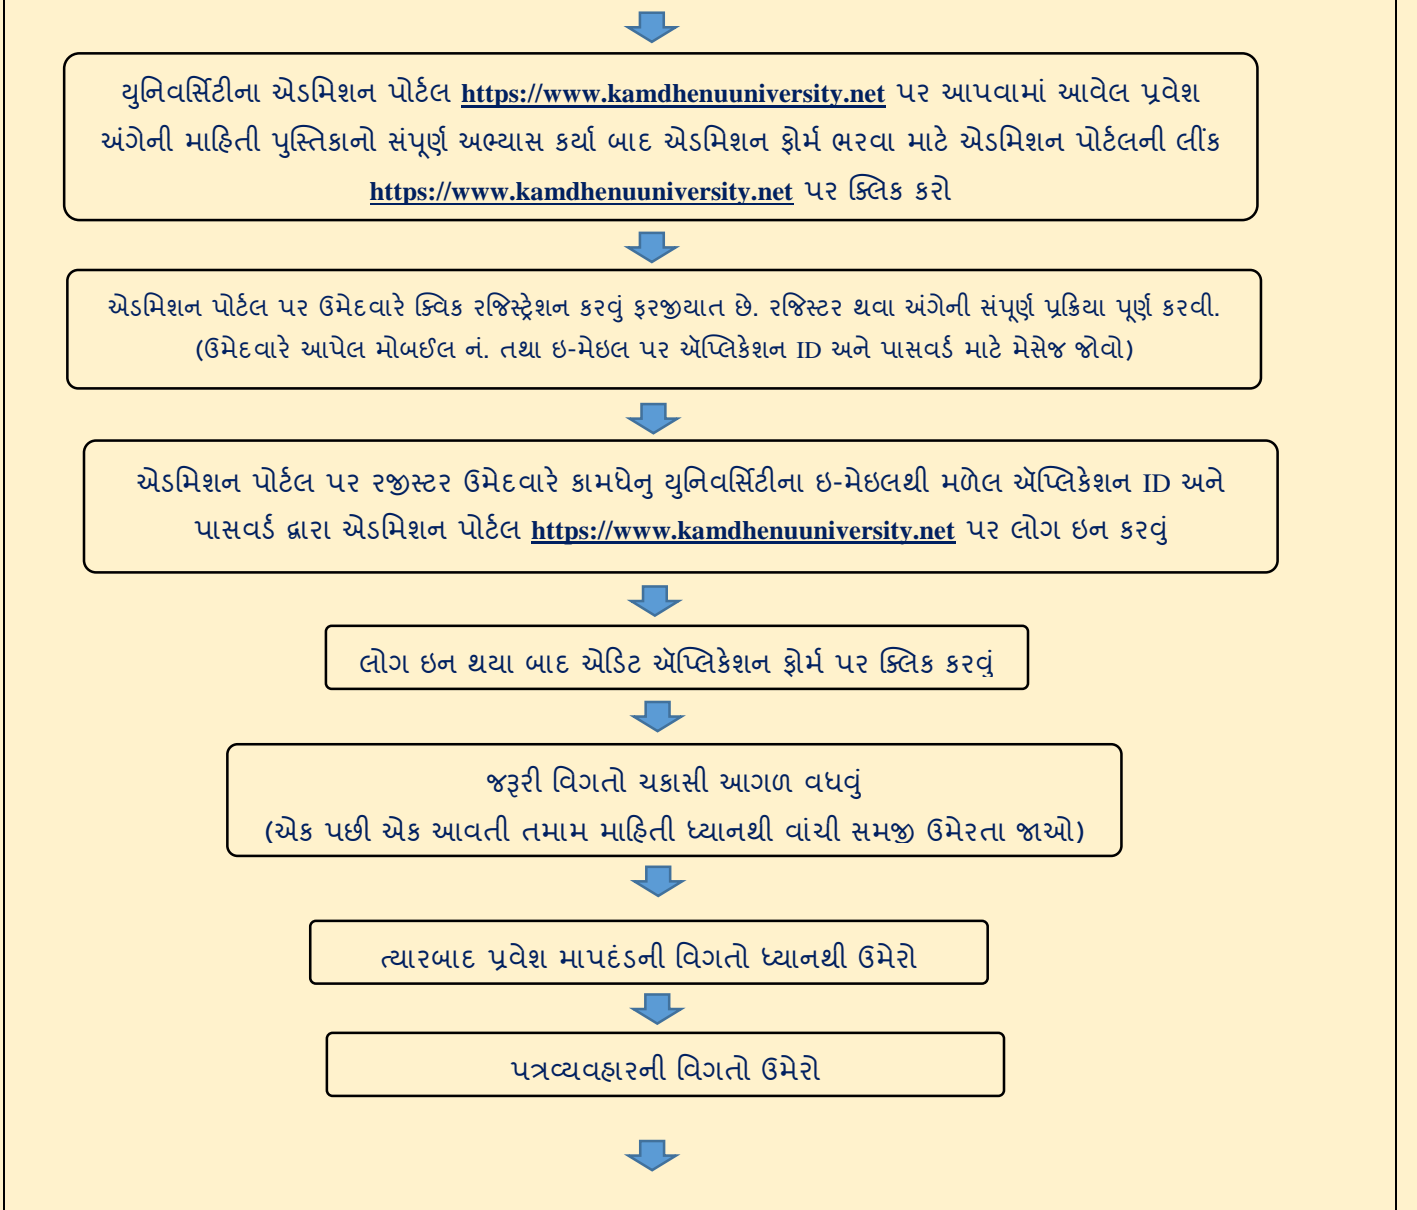 યુનિવર્સિટીના એડમિશન પોર્ટલ https://www.kamdhenuuniversity.net પર આપવામાં આવેલ પ્રવેશ
અંગેની માહિતી પુસ્તિકાનો સંપૂર્ણ અભ્યાસ કર્યા બાદ એડમિશન ફોર્મ ભરવા માટે એડમિશન પોર્ટલની લીંક
https://www.kamdhenuuniversity.net પર ક્લિક કરો
એડમિશન પોર્ટલ પર ઉમેદવારે ક્વિક રજિસ્ટ્રેશન કરવું ફરજીયાત છે. રજિસ્ટર થવા અંગેની સંપૂર્ણ પ્રક્રિયા પૂર્ણ કરવી.
(ઉમેદવારે આપેલ મોબઈલ નં. તથા ઇ-મેઇલ પર ઍપ્લિકેશન ID અને પાસવર્ડ માટે મેસેજ જોવો)
એડમિશન પોર્ટલ પર રજીસ્ટર ઉમેદવારે કામધેનુ યુનિવર્સિટીના ઇ-મેઇલથી મળેલ ઍપ્લિકેશન ID અને
પાસવર્ડ દ્વારા એડમિશન પોર્ટલ https://www.kamdhenuuniversity.net પર લોગ ઇન કરવું
લોગ ઇન થયા બાદ એડિટ ઍપ્લિકેશન ફોર્મ પર ક્લિક કરવું
જરૂરી વિગતો ચકાસી આગળ વધવું
(એક પછી એક આવતી તમામ માહિતી ધ્યાનથી વાંચી સમજી ઉમેરતા જાઓ)
ત્યારબાદ પ્રવેશ માપદંડની વિગતો ધ્યાનથી ઉમેરો
પત્રવ્યવહારની વિગતો ઉમેરો